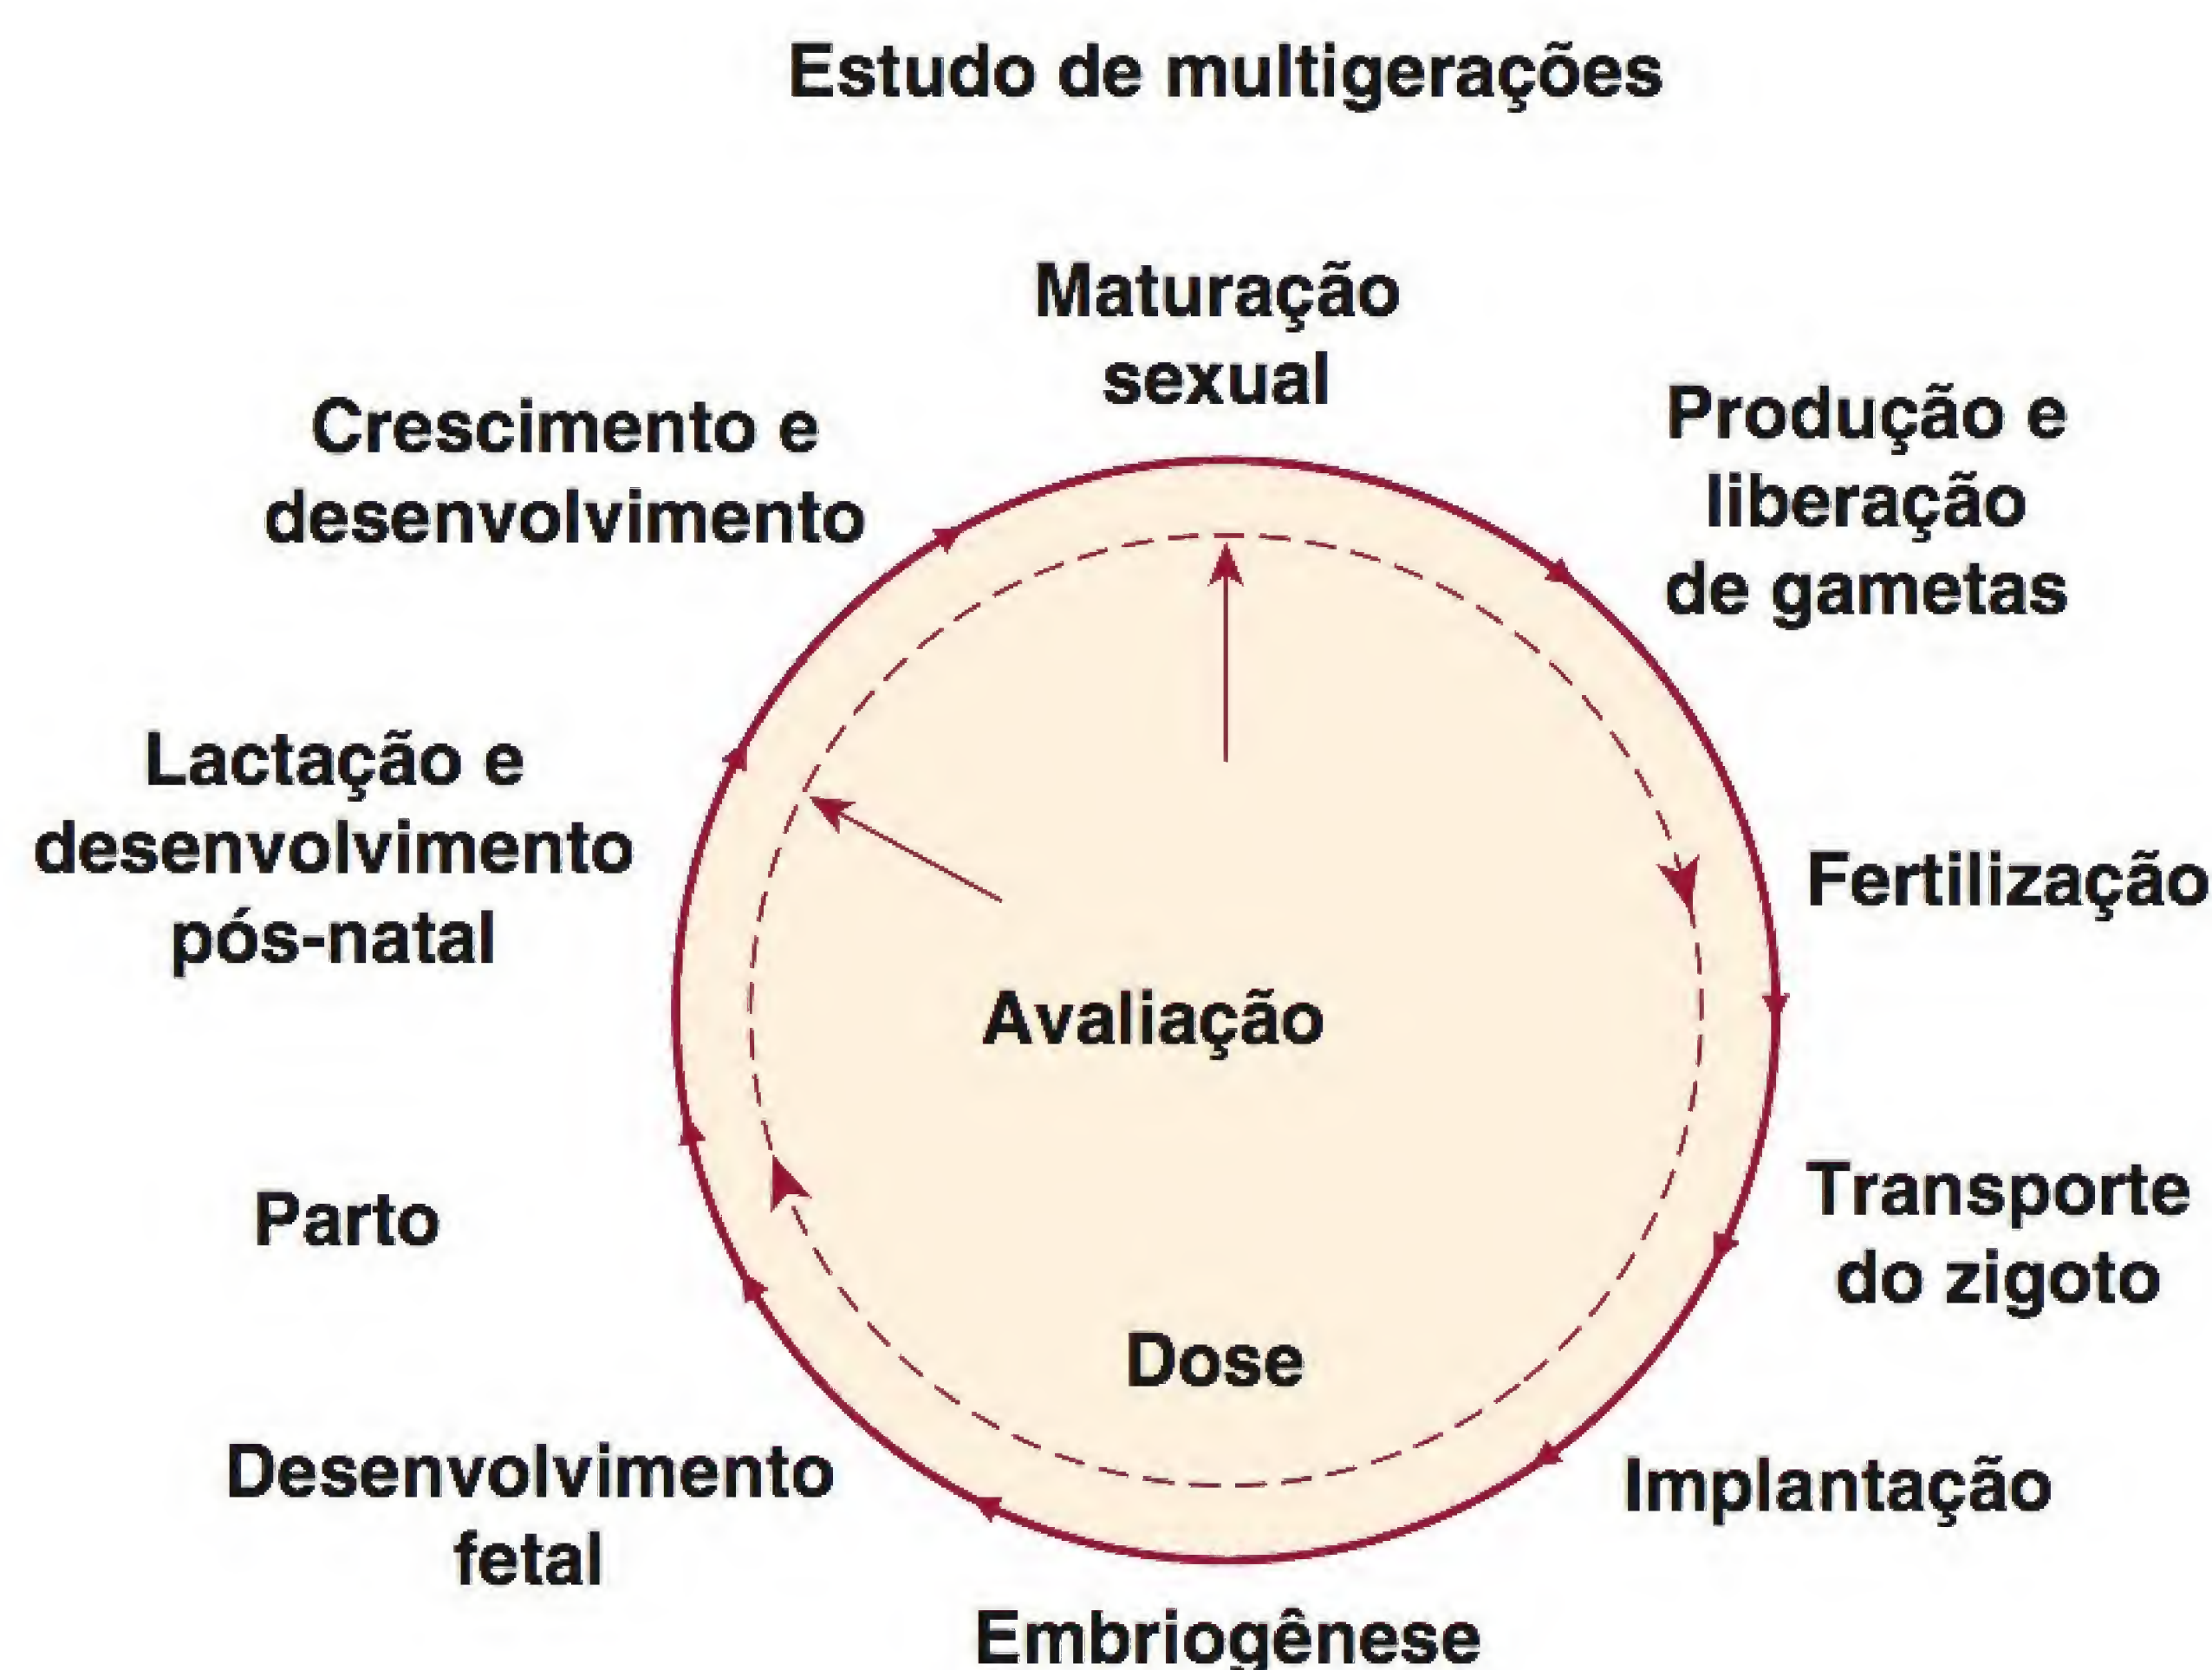 Estudo de multigerações
Maturação
sexual
Produção e
liberação
de gametas
Fertilização
Transporte
do zigoto
Implantação
Embriogênese
Desenvolvimento
fetal
Parto
Lactação e
desenvolvimento
pós-natal
Crescimento e
desenvolvimento
Avaliação
Dose